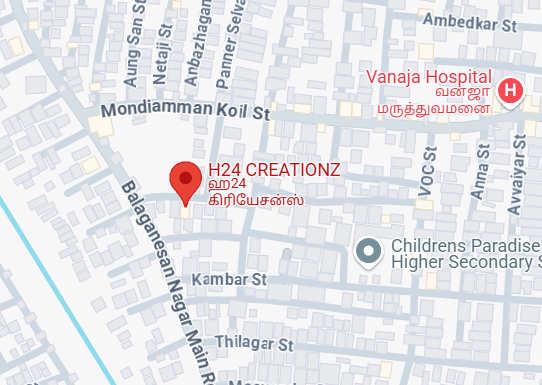 Ambedkar St
Aung San St
Netaji St
Anbazhagan
Panner Selva
Vanaja Hospital
வனஜா
மருத்துவமனை
H
Mondiamman Koil St
H24 CREATIONZ
ஹ24
கிரியேசன்ஸ்
VOC St
Anna St
Avvaiyar St
Balaganesan Nagar Main Ro
Childrens Paradise
Higher Secondary S
Kambar St
Thilagar St